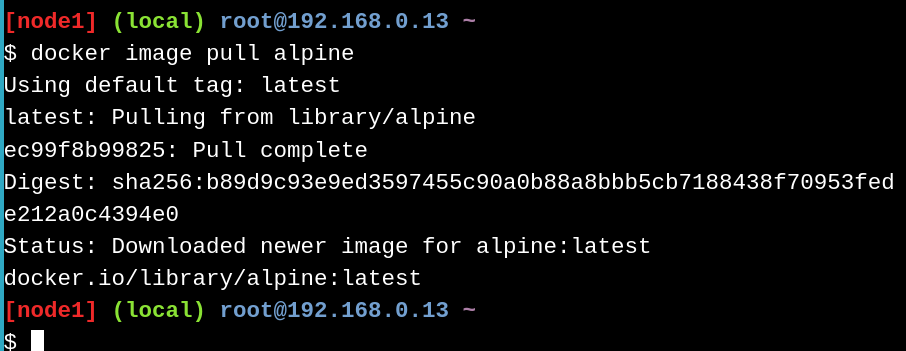 [node1] (local) root@192.168.0.13 ~
$ docker image pull alpine
Using default tag: latest
latest: Pulling from library/alpine
ec99f8b99825: Pull complete
Digest: sha256:b89d9c93e9ed3597455c90a0b88a8bbb5cb7188438f70953fed
e212a0c4394e0
Status: Downloaded newer image for alpine:latest
docker.io/library/alpine:latest
[node1] (local) root@192.168.0.13 ~
$